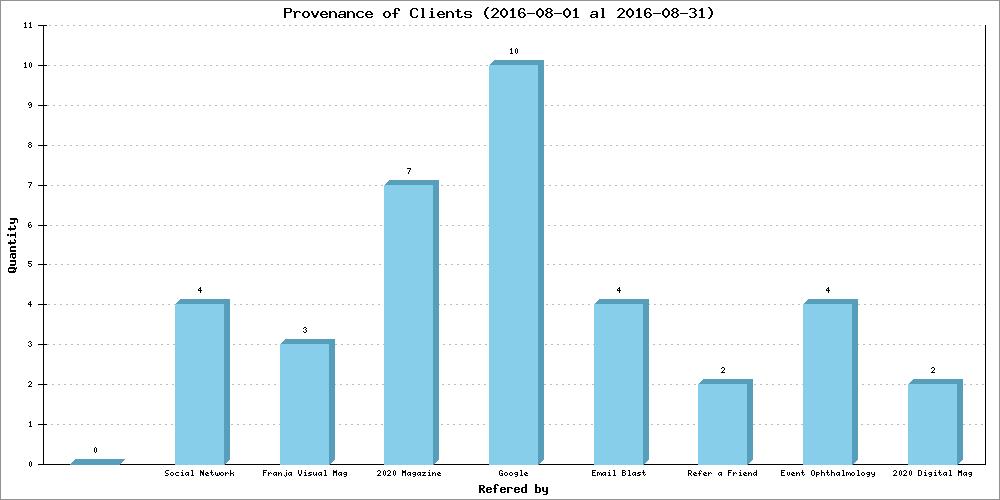 Provenance of Clients (2016-08-01 al 2016-08-31)
11
10
9
8
7
6
5
4
3
2
1
0
Quantity
0
4
3
7
10
4
2
4
2
Social Network
Franja Visual Mag
2020 Magazine
Google
Email Blast
Refer a Friend
Event Ophthalmology
2020 Digital Mag
Refered by